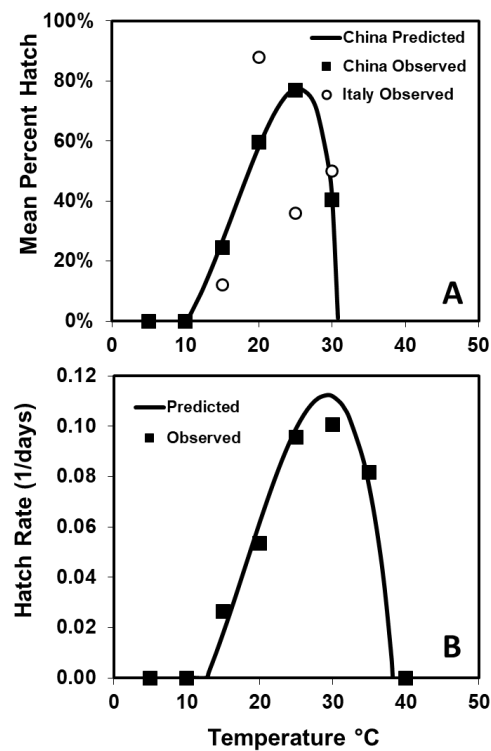 100%
China Predicted
80%
China Observed
Italy Observed
Mean Percent Hatch
60%
40%
20%
A
0%
0 10 20 30 40 50
0.12
Predicted
0.10
Observed
Hatch Rate (1/days)
0.08
0.06
0.04
0.02
B
0.00
0 10 20 30 40 50
Temperature °C